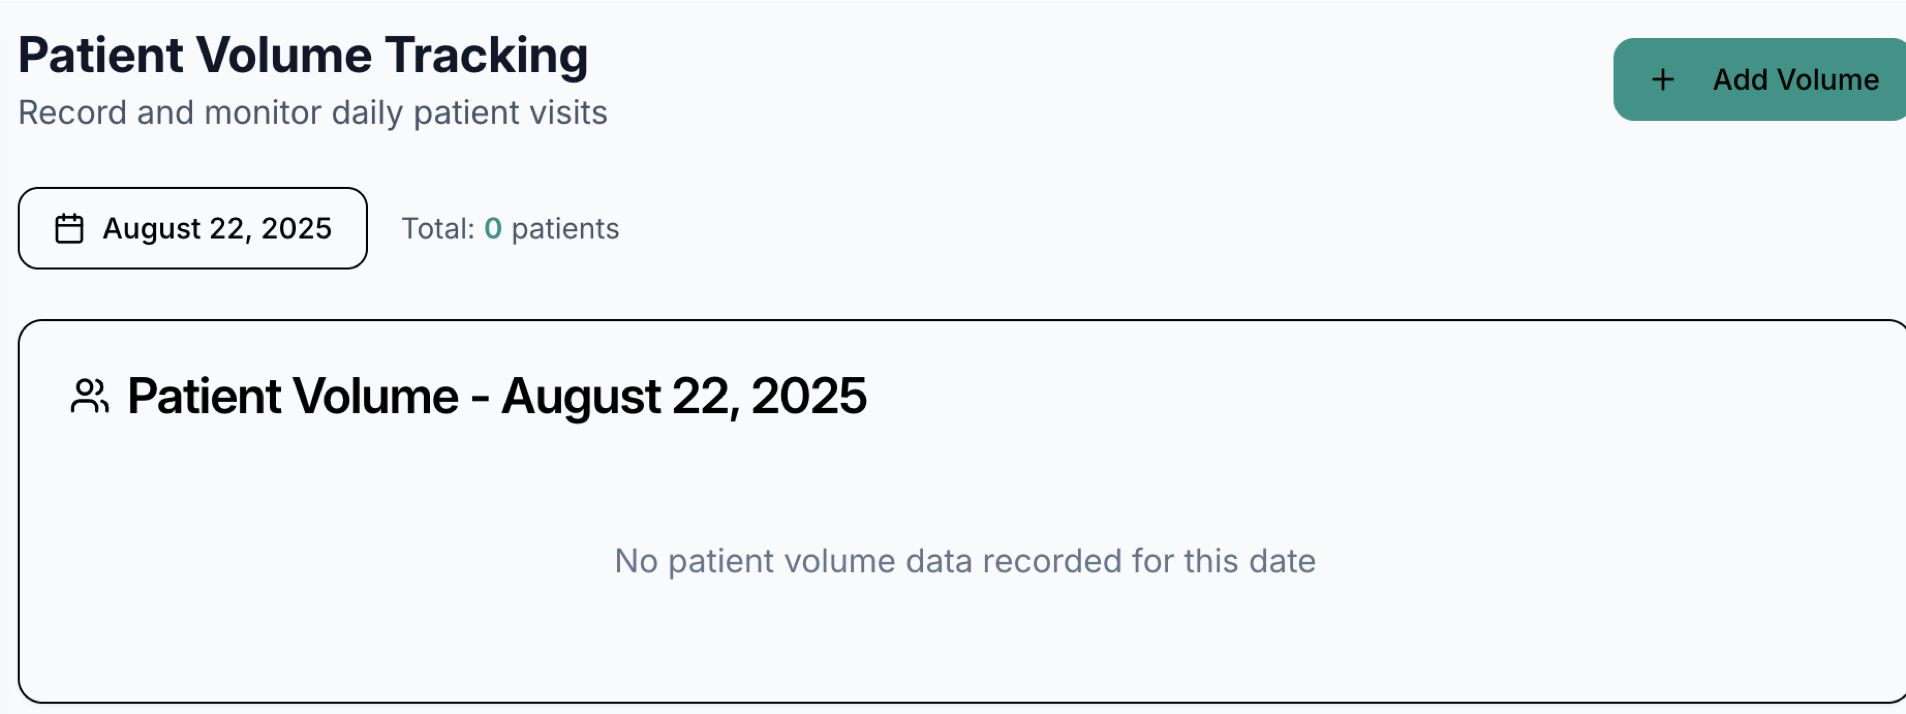 Patient Volume Tracking
Record and monitor daily patient visits
+ Add Volume
August 22, 2025
Total: 0 patients
Patient Volume - August 22, 2025
No patient volume data recorded for this date